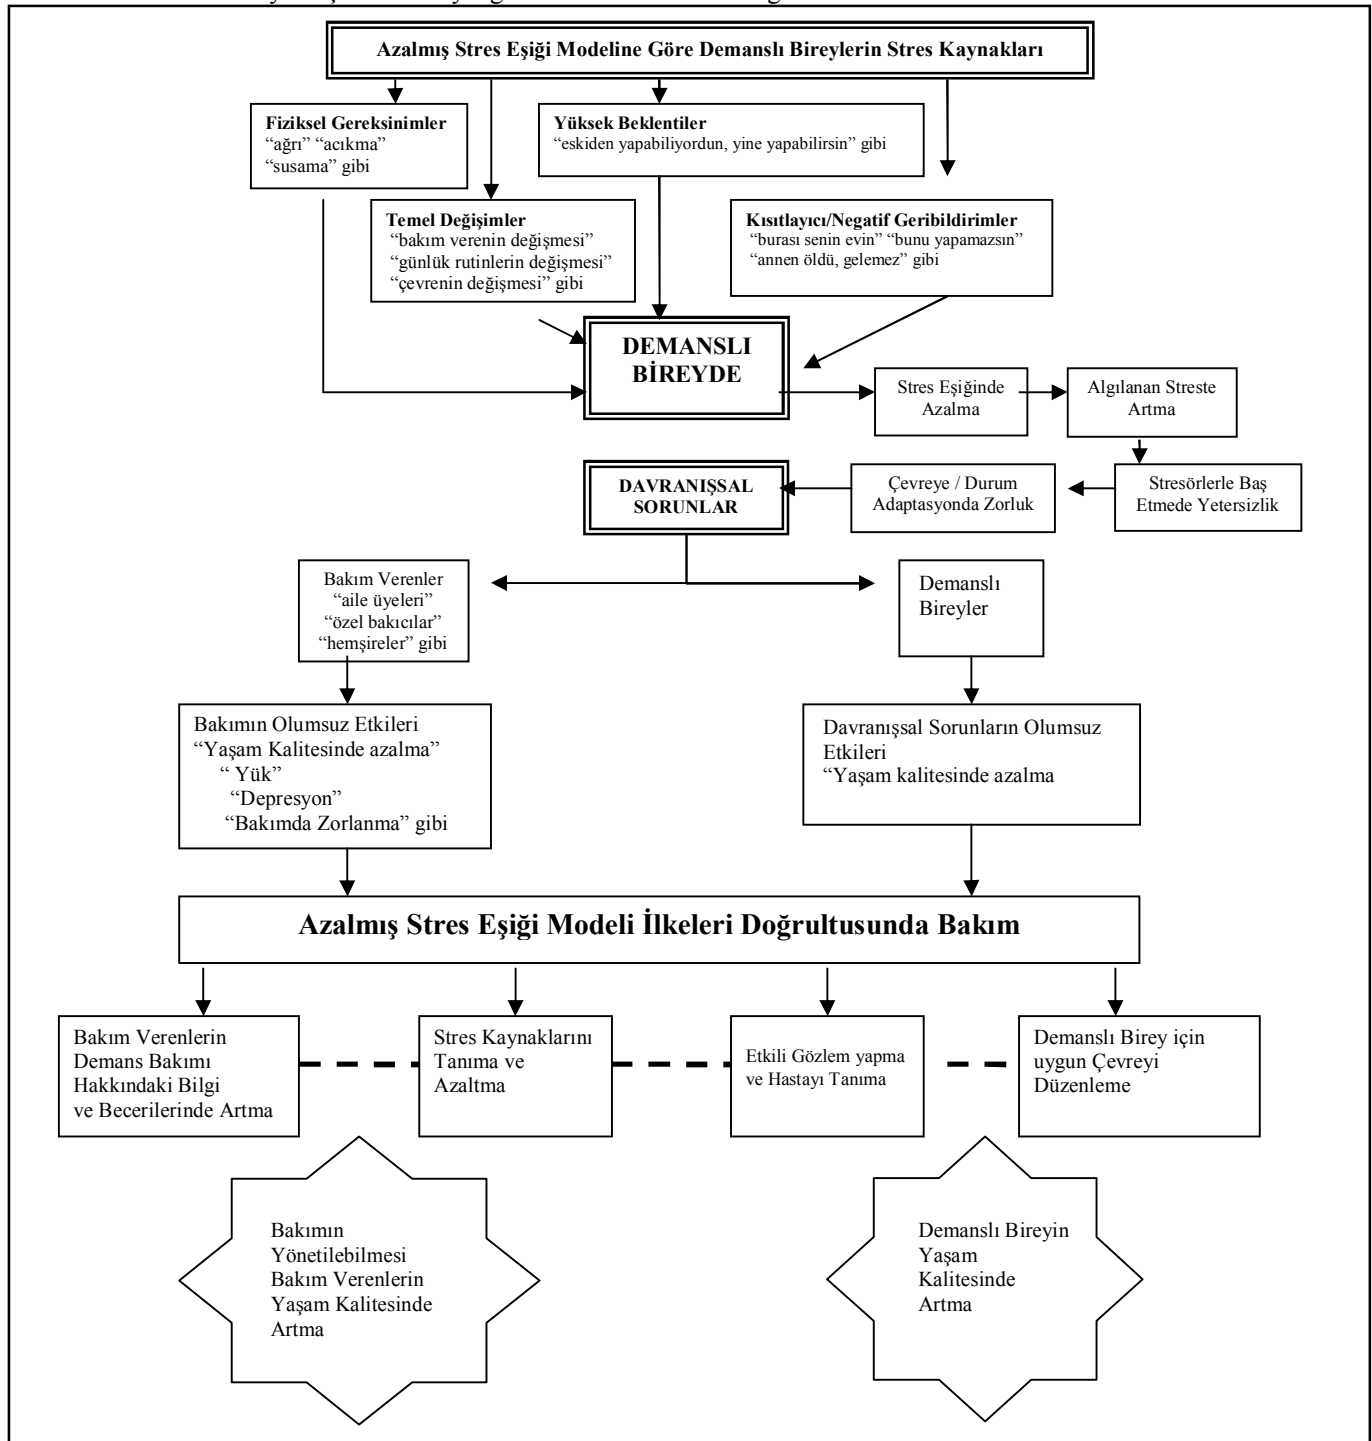 Azalmış Stres Eşiği Modeline Göre Demanslı Bireylerin Stres Kaynakları
Fiziksel Gereksinimler
“ağrı” “acıkma”
“susama” gibi
Yüksek Beklentiler
“eskiden yapabiliyordun, yine yapabilirsin” gibi
Temel Değişimler
“bakım verenin değişmesi”
“günlük rutinlerin değişmesi”
“çevrenin değişmesi” gibi
Kısıtlayıcı/Negatif Geribildirimler
“burası senin evin” “bunu yapamazsın”
“annen öldü, gelemez” gibi
DEMANSLI
BİREYDE
Stres Eşiğinde
Azalma
Algılanan Streste
Artma
DAVRANIŞSAL
SORUNLAR
Çevreye / Durum
Adaptasyonda Zorluk
Stresörlerle Baş
Etmede Yetersizlik
Bakım Verenler
“aile üyeleri”
“özel bakıcılar”
“hemşireler” gibi
Demanslı
Bireyler
Bakımın Olumsuz Etkileri
“Yaşam Kalitesinde azalma”
“ Yük”
“Depresyon”
“Bakımda Zorlanma” gibi
Davranışsal Sorunların Olumsuz
Etkileri
“Yaşam kalitesinde azalma
Azalmış Stres Eşiği Modeli İlkeleri Doğrultusunda Bakım
Bakım Verenlerin
Demans Bakımı
Hakkındaki Bilgi
ve Becerilerinde Artma
Stres Kaynaklarını
Tanıma ve
Azaltma
Etkili Gözlem yapma
ve Hastayı Tanıma
Demanslı Birey için
uygun Çevreyi
Düzenleme
Bakımın
Yönetilebilmesi
Bakım Verenlerin
Yaşam Kalitesinde
Artma
Demanslı Bireyin
Yaşam
Kalitesinde
Artma